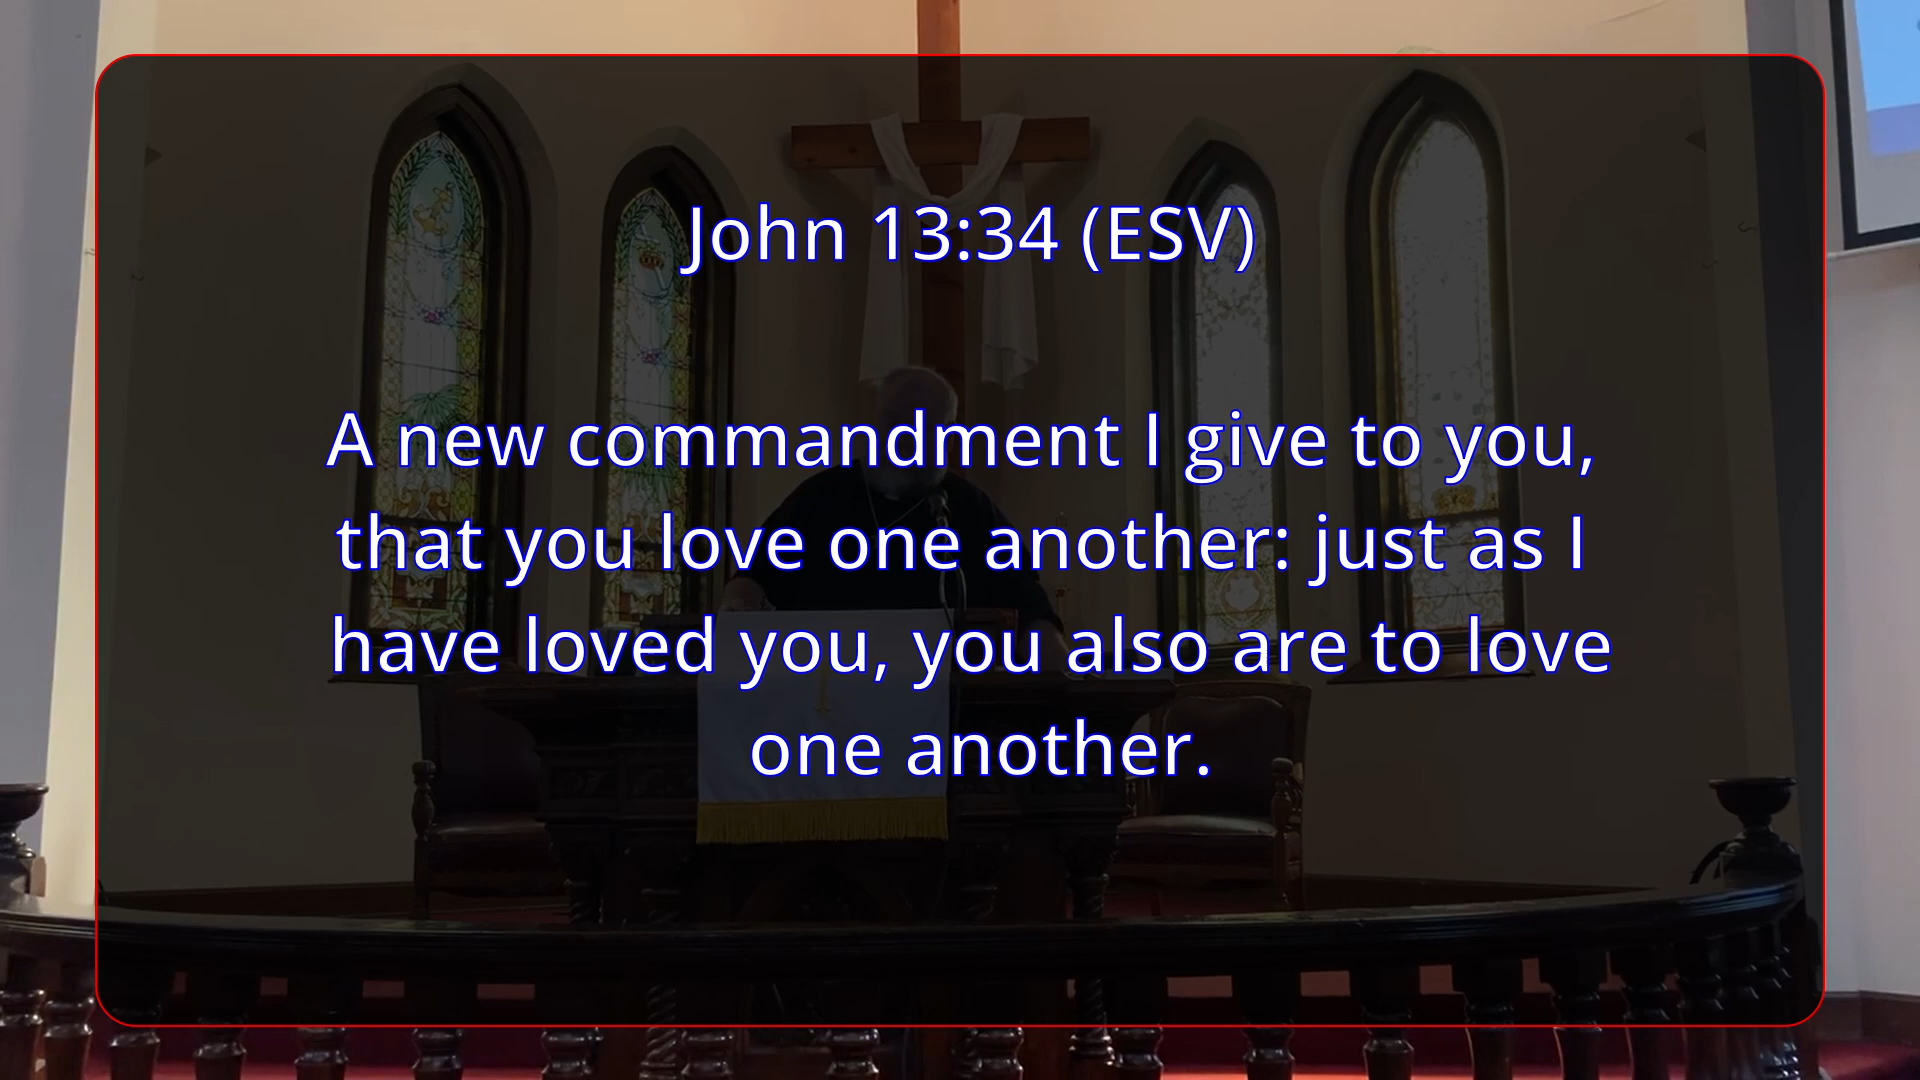 John 13:34 (ESV)
A new commandment I give to you,
that you love one another: just as I
have loved you, you also are to love
one another.